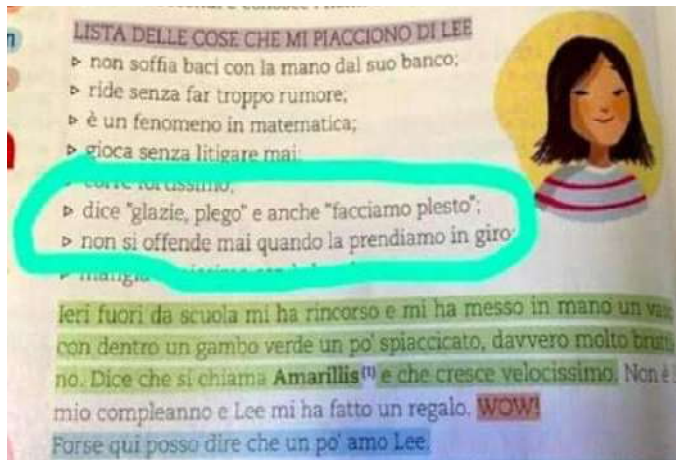 LISTA DELLE COSE CHE MI PIACCIONO DI LEE
▹ non soffia baci con la mano dal suo banco;
▹ ride senza far troppo rumore;
▹ è un fenomeno in matematica;
▹ gioca senza litigare mai;
fortissimo;
▹ dice "glazie, plego" e anche "facciamo plesto";
▹ non si offende mai quando la prendiamo in giro;
Ieri fuori da scuola mi ha rincorso e mi ha messo in mano un
con dentro un gambo verde un po' spiaccicato, davvero molto
no. Dice che si chiama Amarillis(1) e che cresce velocissimo. Non è
mio compleanno e Lee mi ha fatto un regalo. WOW!
Forse qui posso dire che un po' amo Lee.